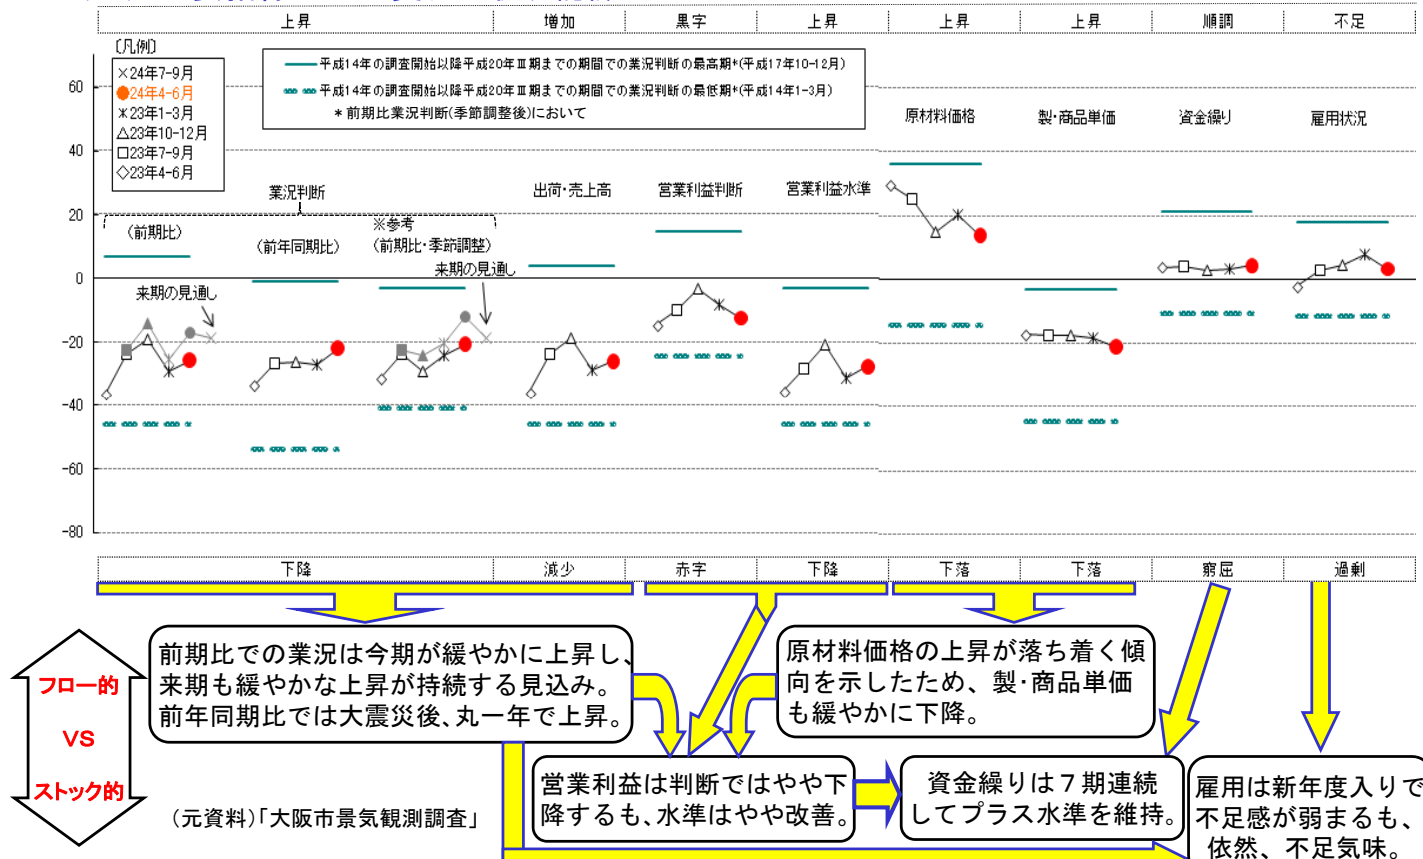 上昇 増加 黒字 上昇 上昇 上昇 順調 不足
〔凡例〕
×24年7-9月
●24年4-6月
＊23年1-3月
△23年10-12月
□23年7-9月
◇23年4-6月
平成14年の調査開始以降平成20年Ⅲ期までの期間での業況判断の最高期*(平成17年10-12月)
平成14年の調査開始以降平成20年Ⅲ期までの期間での業況判断の最低期*(平成14年1-3月)
*前期比業況判断(季節調整後)において
60
40
20
0
-20
-40
-60
-80
業況判断
(前期比)
(前年同期比)
※参考
(前期比・季節調整)
来期の見通し
来期の見通し
出荷・売上高
営業利益判断
営業利益水準
原材料価格
製・商品単価
資金繰り
雇用状況
下降 減少 赤字 下降 下落 下落 窮屈 過剰
フロー的
VS
ストック的
前期比での業況は今期が緩やかに上昇し、
来期も緩やかな上昇が持続する見込み。
前年同期比では大震災後、丸一年で上昇。
原材料価格の上昇が落ち着く傾
向を示したため、製・商品単価
も緩やかに下降。
営業利益は判断ではやや下
降するも、水準はやや改善。
資金繰りは７期連続
してプラス水準を維持。
雇用は新年度入りで
不足感が弱まるも、
依然、不足気味。
(元資料)「大阪市景気観測調査」